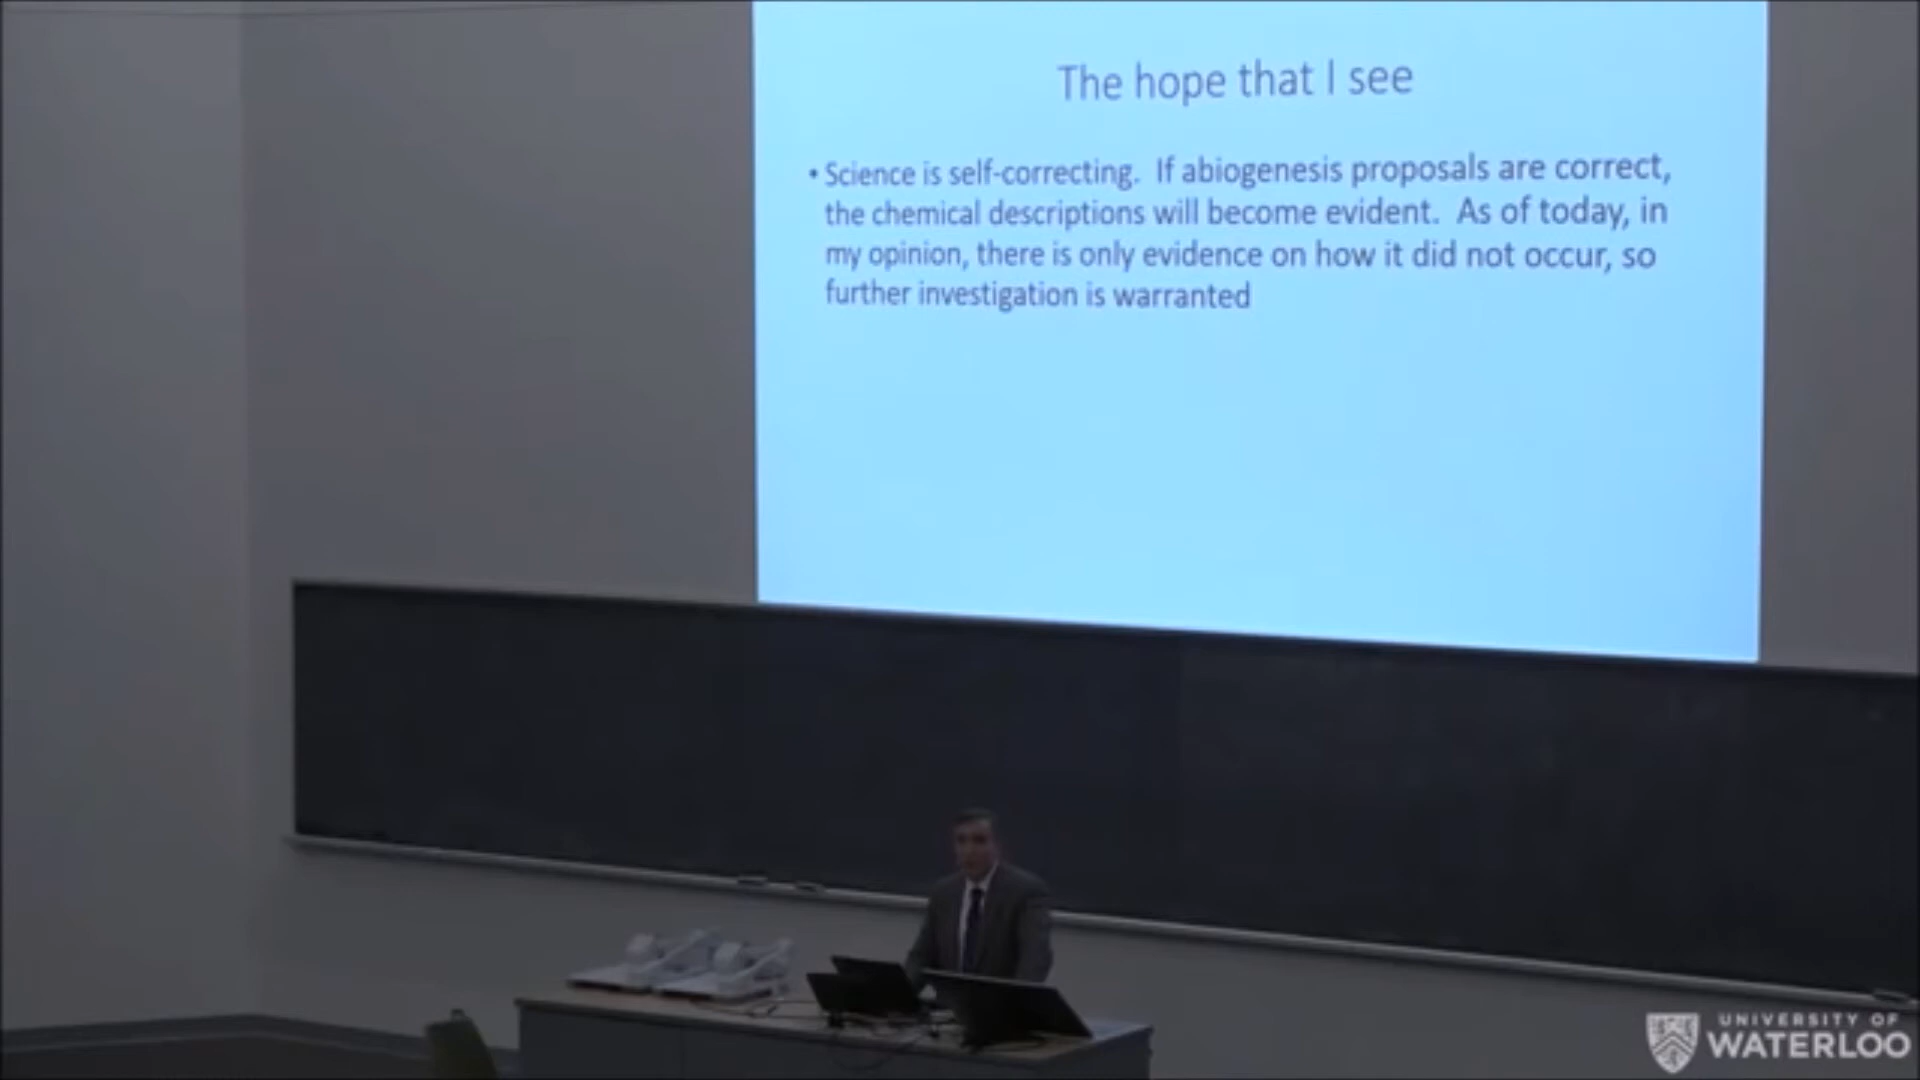 The hope that I see
• Science is self-correcting.  If abiogenesis proposals are correct,
the chemical descriptions will become evident.  As of today, in
my opinion, there is only evidence on how it did not occur, so
further investigation is warranted
UNIVERSITY OF
WATERLOO